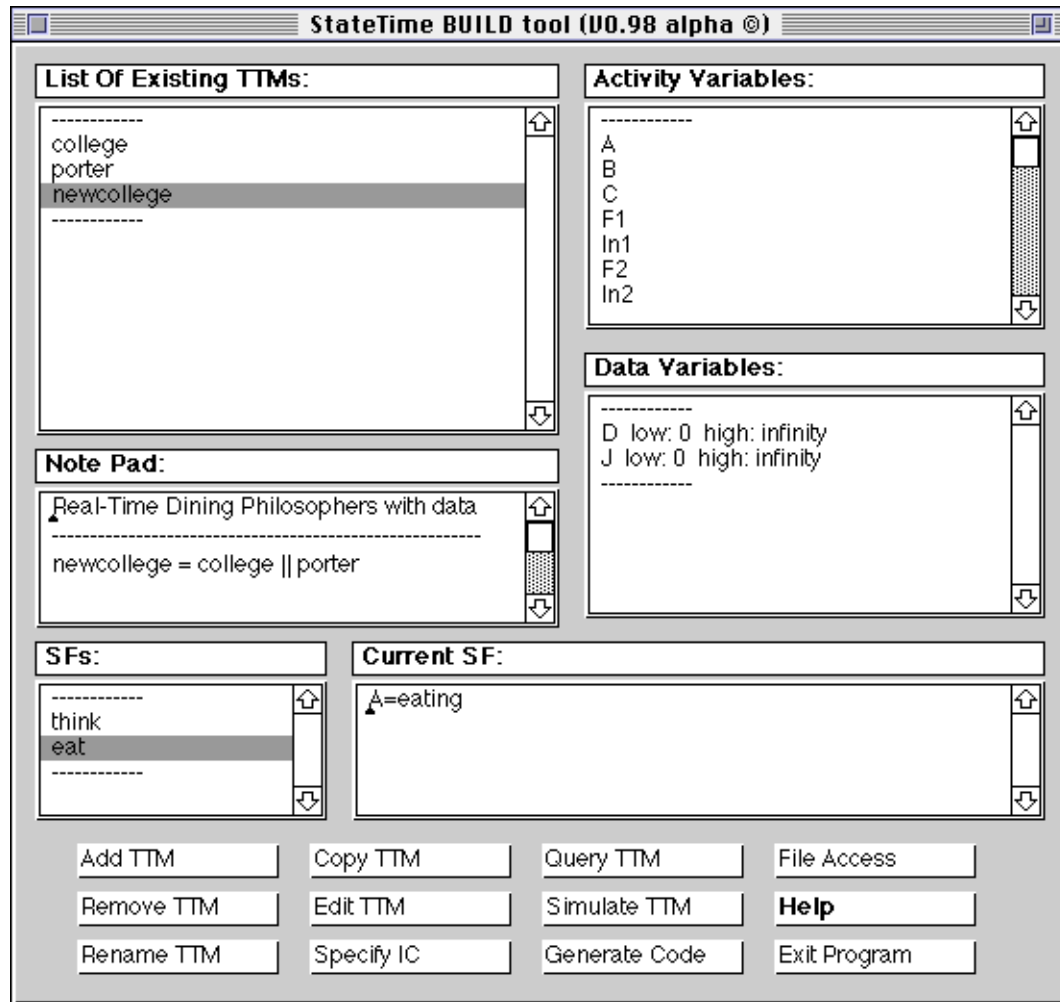 StateTime BUILD tool (V0.98 alpha ©)
List Of Existing TTMs:
------------
college
porter
newcollege
------------
Activity Variables:
------------
A
B
C
F1
In1
F2
In2
Data Variables:
------------
D low: 0 high: infinity
J low: 0 high: infinity
------------
Note Pad:
Real-Time Dining Philosophers with data
--------------------------------------------------------
newcollege = college || porter
SFs:
------------
think
eat
------------
Current SF:
A=eating
Add TTM
Copy TTM
Query TTM
File Access
Remove TTM
Edit TTM
Simulate TTM
Help
Rename TTM
Specify IC
Generate Code
Exit Program